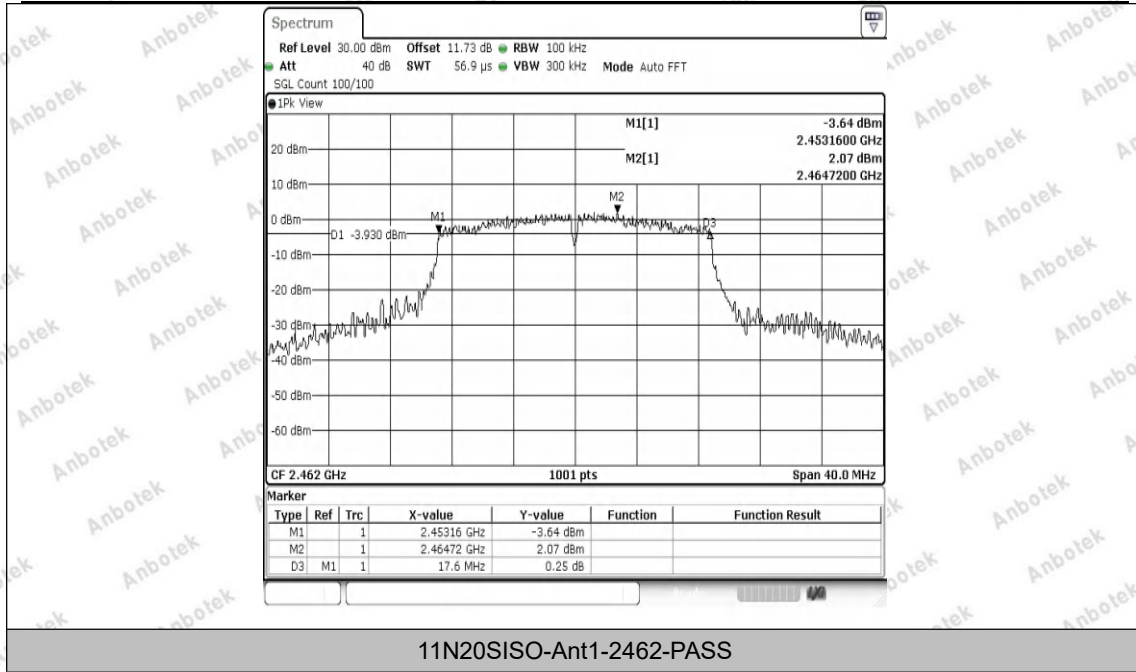 Spectrum
Ref Level 30.00 dBm Offset 11.73 dB RBW 100 kHz
Att 40 dB SWT 56.9 µs VBW 300 kHz Mode Auto FFT
SGL Count 100/100
1Pk View
M1[1] -3.64 dBm
2.4531600 GHz
20 dBm
M2[1] 2.07 dBm
2.4647200 GHz
10 dBm
M2
0 dBm
M1
D3
D1 -3.930 dBm
-10 dBm
-20 dBm
-30 dBm
-40 dBm
-50 dBm
-60 dBm
CF 2.462 GHz 1001 pts Span 40.0 MHz
Marker
Type Ref Trc X-value Y-value Function Function Result
M1 1 2.45316 GHz -3.64 dBm
M2 1 2.46472 GHz 2.07 dBm
D3 M1 1 17.6 MHz 0.25 dB
11N20SISO-Ant1-2462-PASS
Anbotek